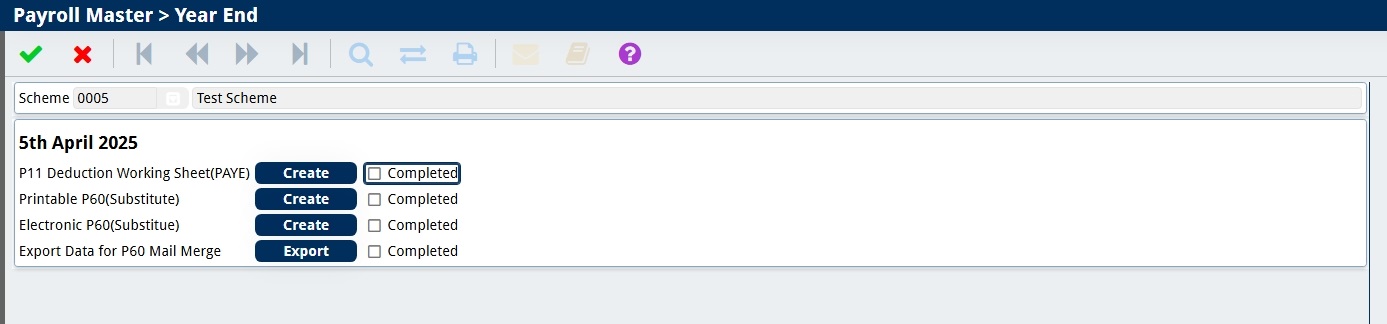 Payroll Master > Year End
?
Scheme 0005 Test Scheme
5th April 2025
P11 Deduction Working Sheet(PAYE) Create Completed
Printable P60(Substitute) Create Completed
Electronic P60(Substitue) Create Completed
Export Data for P60 Mail Merge Export Completed